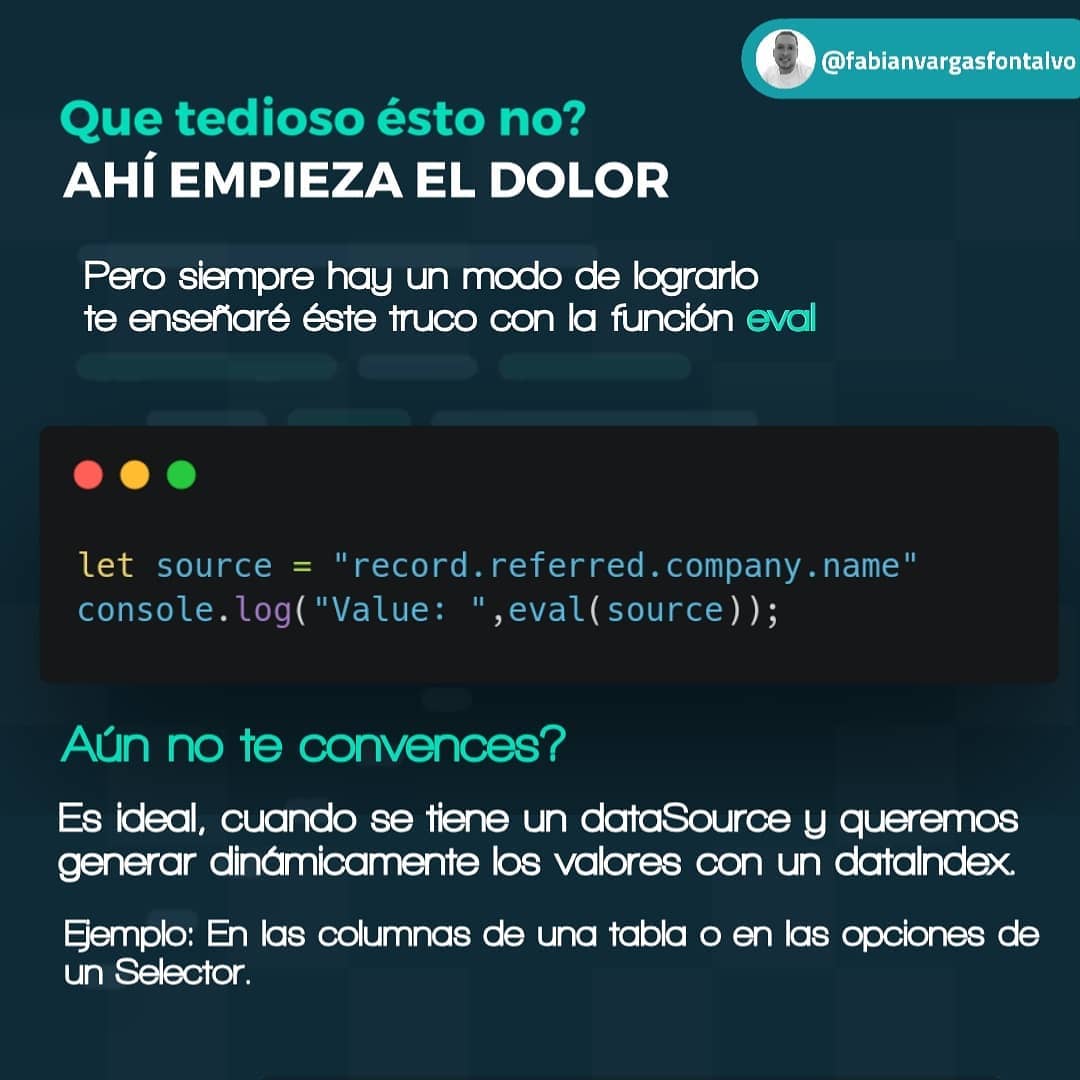 @fabianvargasfontalvo
Que tedioso ésto no?
AHÍ EMPIEZA EL DOLOR
Pero siempre hay un modo de lograrlo
te enseñaré éste truco con la función eval
let source = "record.referred.company.name"
console.log("Value: ",eval(source));
Aún no te convences?
Es ideal, cuando se tiene un dataSource y queremos
generar dinámicamente los valores con un dataIndex.
Ejemplo: En las columnas de una tabla o en las opciones de
un Selector.